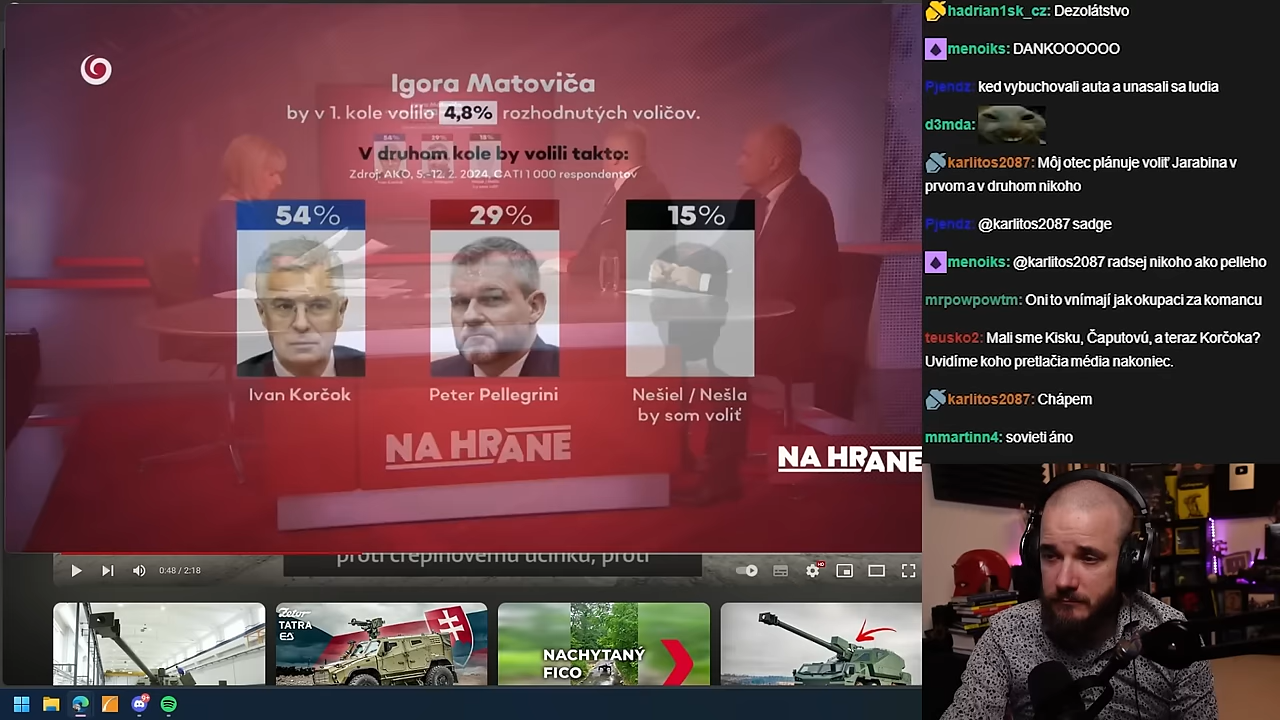 Igora Matoviča
by v 1. kole volilo 4,8% rozhodnutých voličov.
V druhom kole by volili takto:
Zdroj: AKO, 5.-12. 2. 2024, CATI 1 000 respondentov
54%
29%
15%
Ivan Korčok
Peter Pellegrini
Nešiel / Nešla
by som voliť
NA HRANE
NA HRANE
proti črepinovému účinku, proti
0:48 / 2:18
HD
Zetor
TATRA
NACHYTANÝ
FICO
hadrian1sk_cz: Dezolátstvo
menoiks: DANKOOOOOO
Pjendz: ked vybuchovali auta a unasali sa ludia
d3mda:
karlitos2087: Môj otec plánuje voliť Jarabina v
prvom a v druhom nikoho
Pjendz: @karlitos2087 sadge
menoiks: @karlitos2087 radsej nikoho ako pelleho
mrpowpowtm: Oni to vnímají jak okupaci za komancu
teusko2: Mali sme Kisku, Čaputovú, a teraz Korčoka?
Uvidíme koho pretlačia média nakoniec.
karlitos2087: Chápem
mmartinn4: sovieti áno